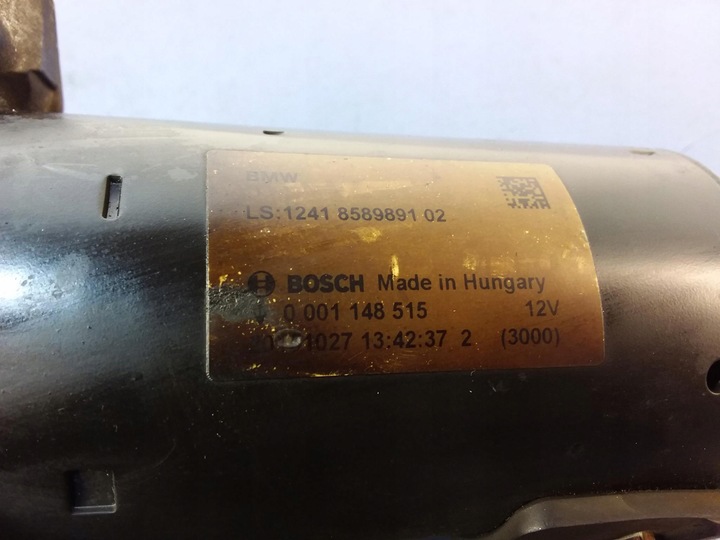 BMW
LS:1241 8589891 02
BOSCH Made in Hungary
0 001 148 515 12V
1027 13:42:37 2 (3000)